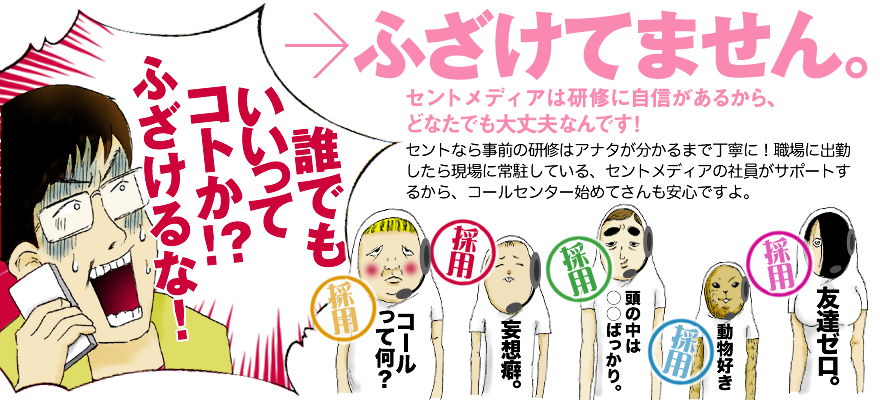 誰でも
いいって
コトか!?
ふざけるな!
ふざけてません。
セントメディアは研修に自信があるから、
どなたでも大丈夫なんです!
セントなら事前の研修はアナタが分かるまで丁寧に！職場に出勤
したら現場に常駐している、セントメディアの社員がサポートす
るから、コールセンター始めてさんも安心ですよ。
採用
コール
って何?
採用
妄想癖。
採用
頭の中は
○○ばっかり。
採用
動物好き
採用
友達ゼロ。